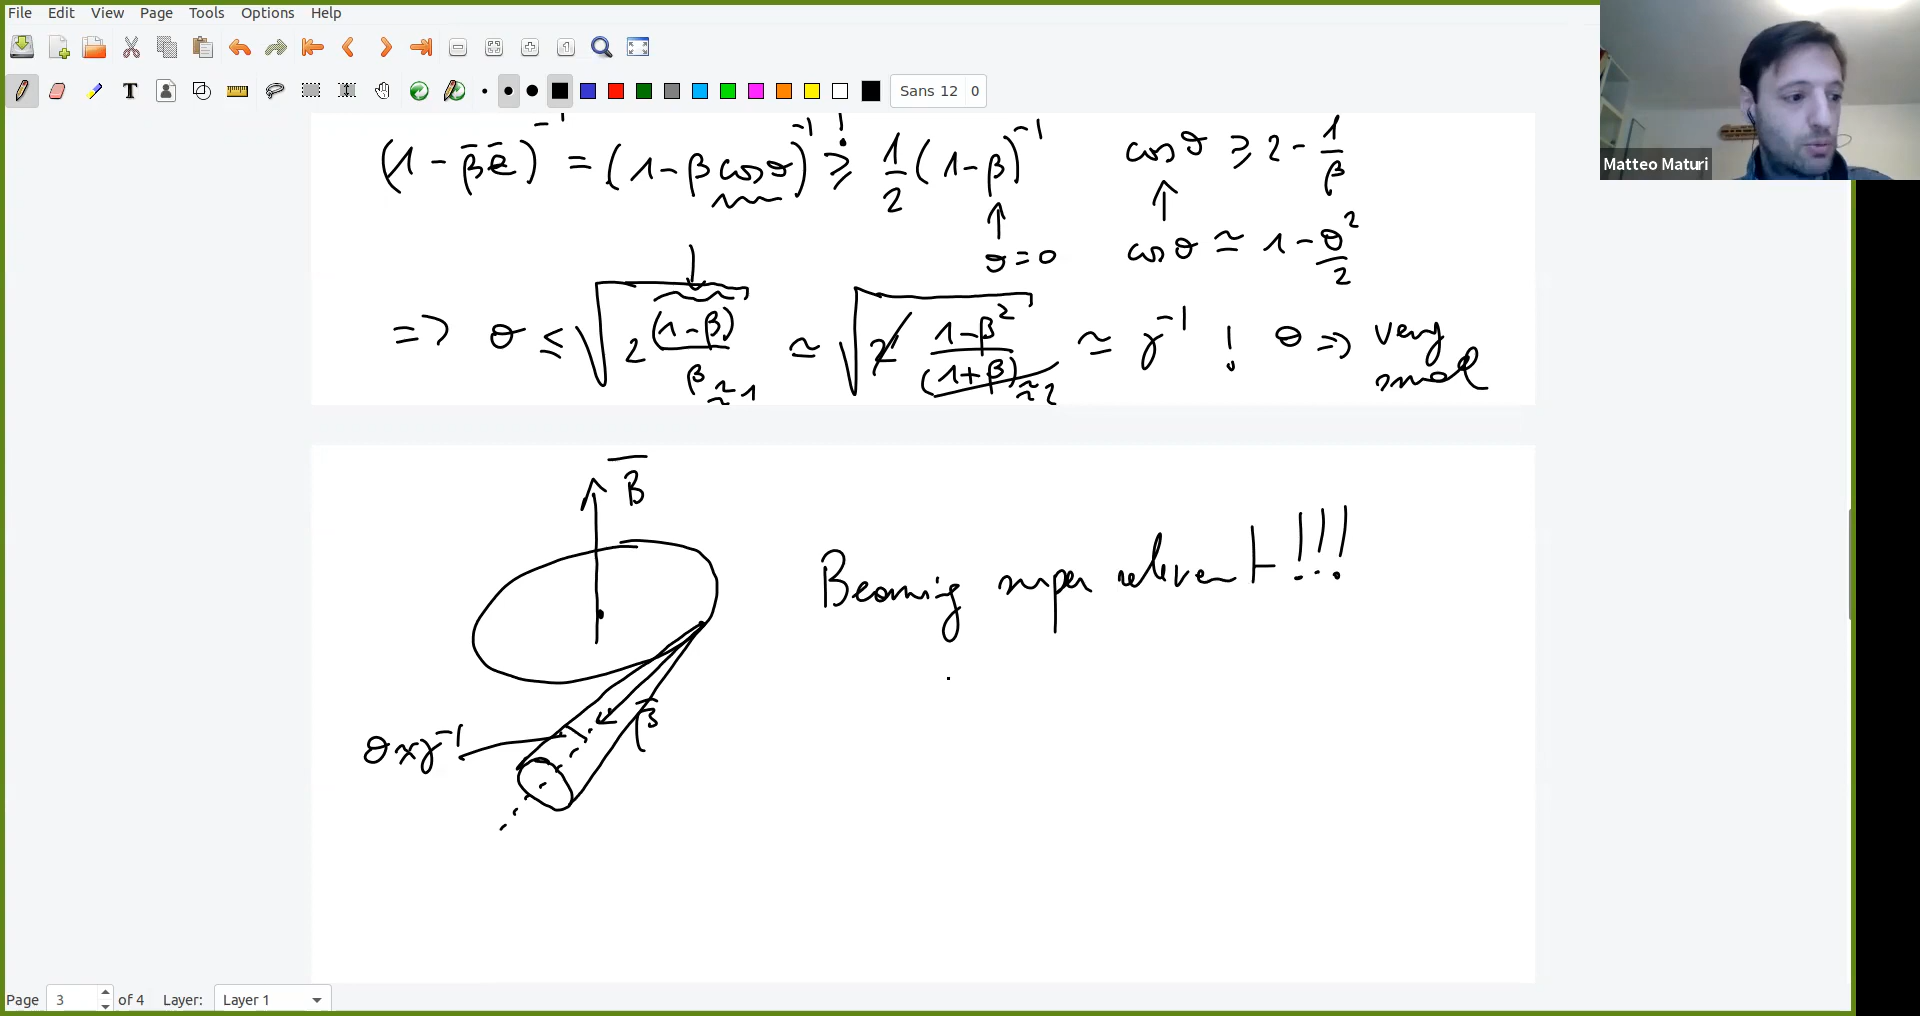 File Edit View Page Tools Options Help
Sans 12 0
Matteo Maturi
(1 - β̄ ē)⁻¹ = (1 - β cos θ)⁻¹ ≥! 1/2 (1 - β)⁻¹ cos θ ≥ 2 - 1/β
θ = 0 cos θ ≃ 1 - θ²/2
=> θ ≤ √(2 (1-β)/β ≃ 1) ≃ √(2 (1-β²)/(1+β) ≃ 2) ≃ γ⁻¹ ! θ => very small
B̄
Beaming super relevant !!!
β̄
θ ∝ γ⁻¹
Page 3 of 4 Layer: Layer 1